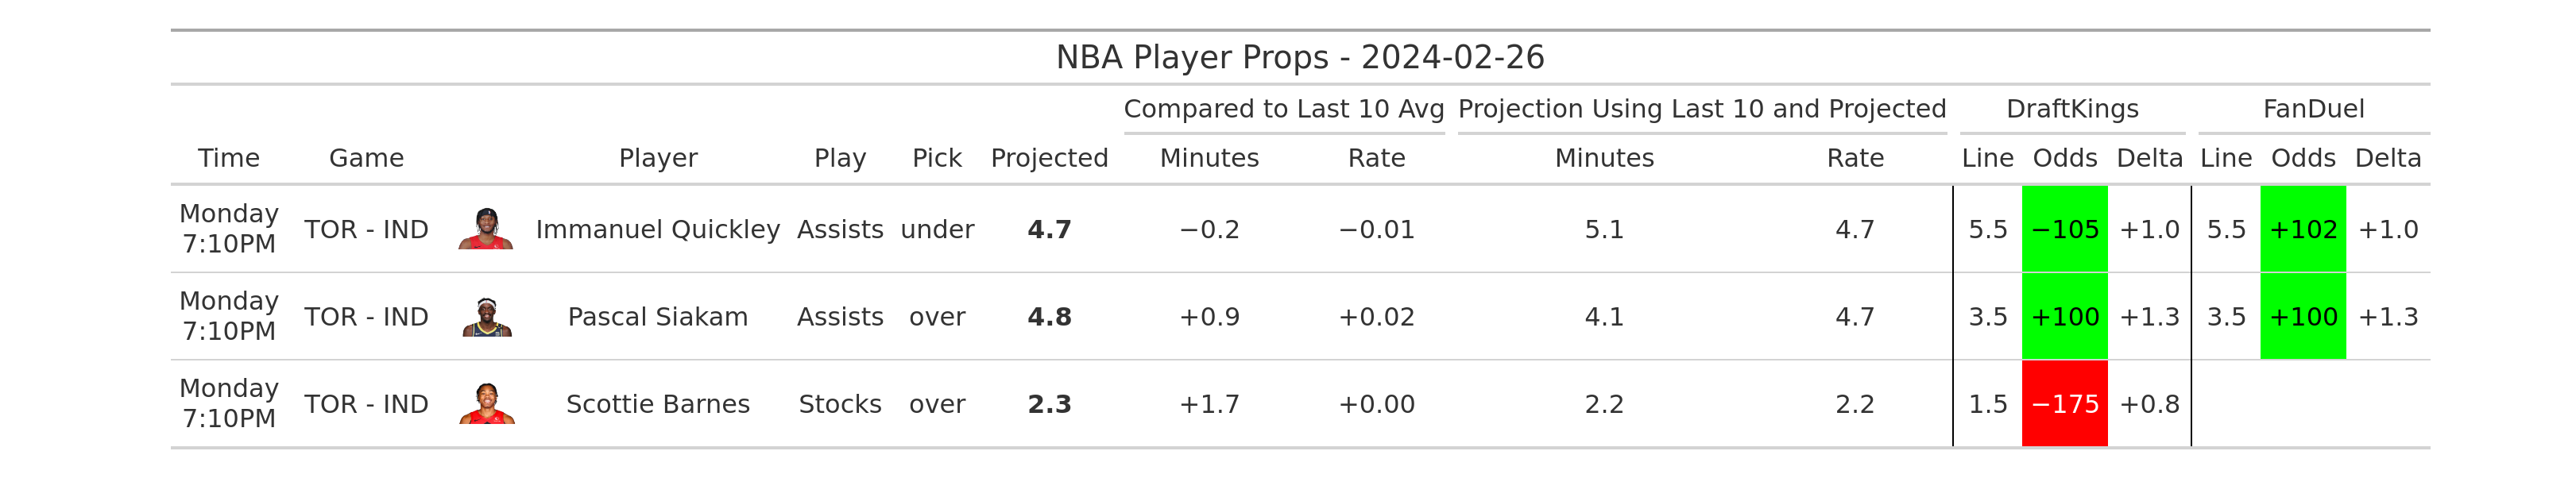 NBA Player Props - 2024-02-26
Compared to Last 10 Avg Projection Using Last 10 and Projected DraftKings FanDuel
Time Game Player Play Pick Projected Minutes Rate Minutes Rate Line Odds Delta Line Odds Delta
Monday
7:10PM TOR - IND Immanuel Quickley Assists under 4.7 −0.2 −0.01 5.1 4.7 5.5 −105 +1.0 5.5 +102 +1.0
Monday
7:10PM TOR - IND Pascal Siakam Assists over 4.8 +0.9 +0.02 4.1 4.7 3.5 +100 +1.3 3.5 +100 +1.3
Monday
7:10PM TOR - IND Scottie Barnes Stocks over 2.3 +1.7 +0.00 2.2 2.2 1.5 −175 +0.8